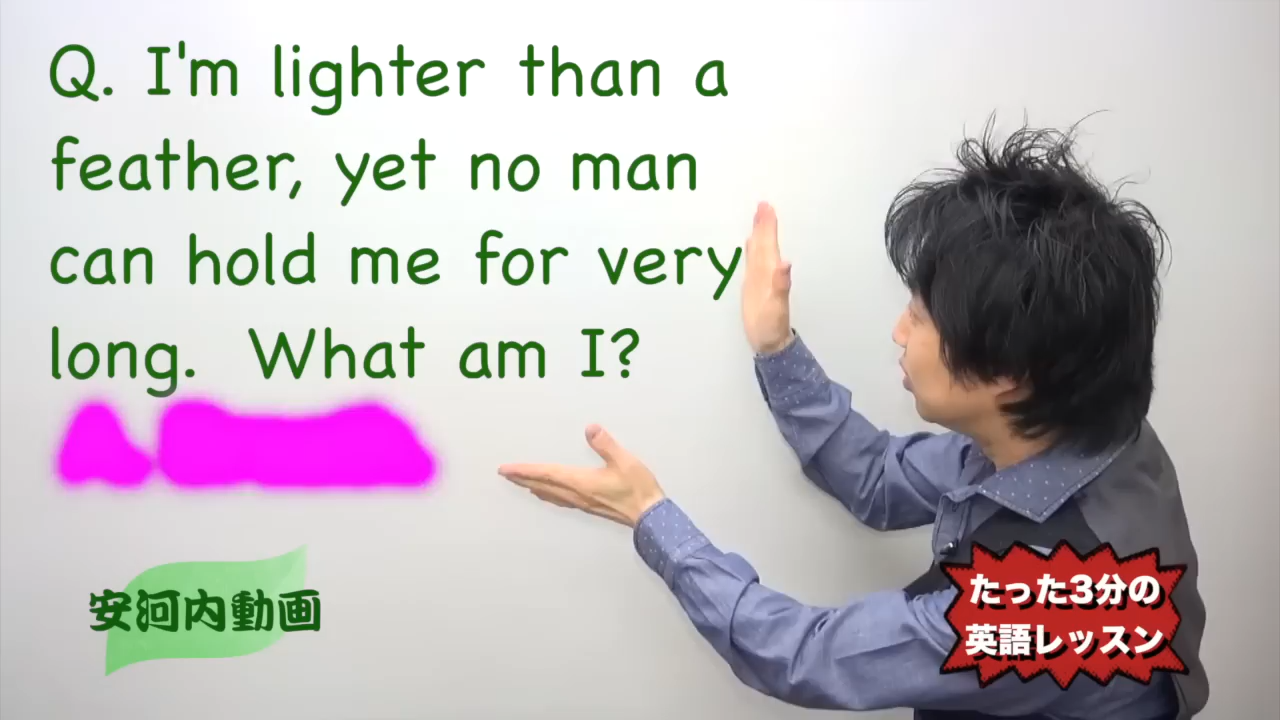 Q. I'm lighter than a
feather, yet no man
can hold me for very
long. What am I?
安河内動画
たった3分の
英語レッスン